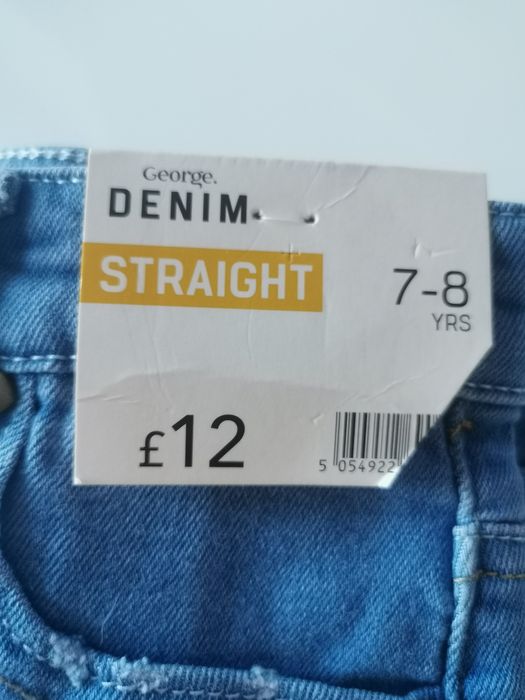 George.
DENIM
STRAIGHT
7-8
YRS
£12
5 054922